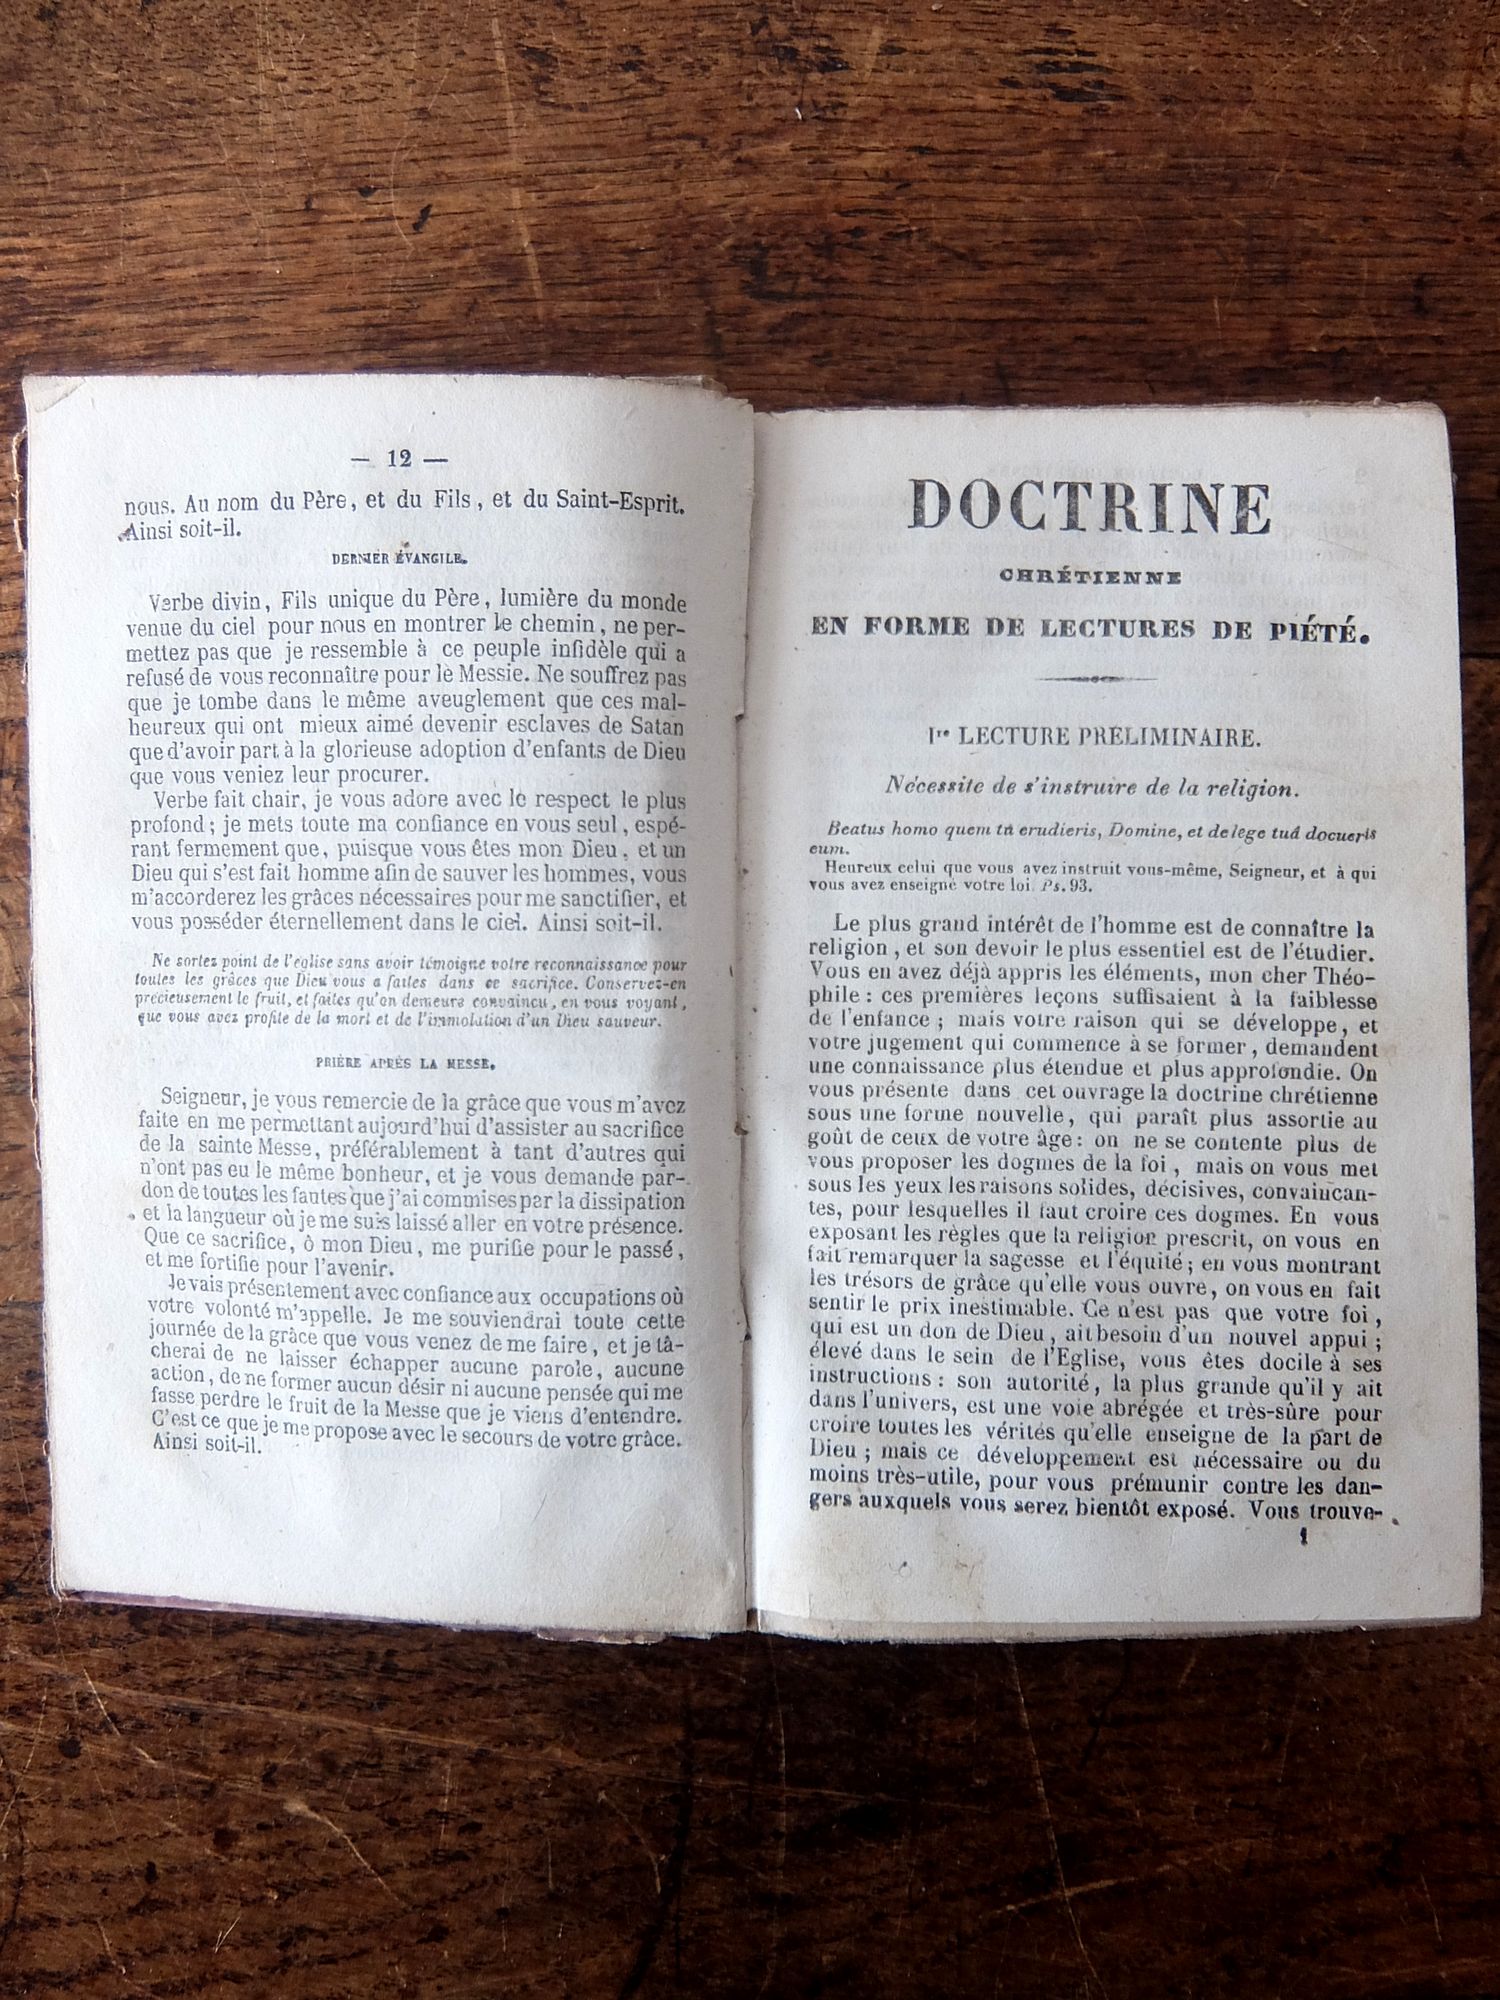 — 12 —
nous. Au nom du Père, et du Fils, et du Saint-Esprit.
Ainsi soit-il.
DERNIER ÉVANGILE.
Verbe divin, Fils unique du Père, lumière du monde
venue du ciel pour nous en montrer le chemin, ne per-
mettez pas que je ressemble à ce peuple infidèle qui a
refusé de vous reconnaître pour le Messie. Ne souffrez pas
que je tombe dans le même aveuglement que ces mal-
heureux qui ont mieux aimé devenir esclaves de Satan
que d'avoir part à la glorieuse adoption d'enfants de Dieu
que vous veniez leur procurer.
Verbe fait chair, je vous adore avec le respect le plus
profond; je mets toute ma confiance en vous seul, espé-
rant fermement que, puisque vous êtes mon Dieu, et un
Dieu qui s'est fait homme afin de sauver les hommes, vous
m'accorderez les grâces nécessaires pour me sanctifier, et
vous posséder éternellement dans le ciel. Ainsi soit-il.
Ne sortez point de l'église sans avoir témoigné votre reconnaissance pour
toutes les grâces que Dieu vous a faites dans ce sacrifice. Conservez-en
précieusement le fruit, et faites qu'on demeure convaincu, en vous voyant,
que vous avez profité de la mort et de l'immolation d'un Dieu sauveur.
PRIÈRE APRÈS LA MESSE.
Seigneur, je vous remercie de la grâce que vous m'avez
faite en me permettant aujourd'hui d'assister au sacrifice
de la sainte Messe, préférablement à tant d'autres qui
n'ont pas eu le même bonheur, et je vous demande par-
don de toutes les fautes que j'ai commises par la dissipation
et la langueur où je me suis laissé aller en votre présence.
Que ce sacrifice, ô mon Dieu, me purifie pour le passé,
et me fortifie pour l'avenir.
Je vais présentement avec confiance aux occupations où
votre volonté m'appelle. Je me souviendrai toute cette
journée de la grâce que vous venez de me faire, et je tâ-
cherai de ne laisser échapper aucune parole, aucune
action, de ne former aucun désir ni aucune pensée qui me
fasse perdre le fruit de la Messe que je viens d'entendre.
C'est ce que je me propose avec le secours de votre grâce.
Ainsi soit-il.
DOCTRINE
CHRÉTIENNE
EN FORME DE LECTURES DE PIÉTÉ.
Ire LECTURE PRÉLIMINAIRE.
Nécessité de s'instruire de la religion.
Beatus homo quem tu erudieris, Domine, et de lege tuâ docueris
eum.
Heureux celui que vous avez instruit vous-même, Seigneur, et à qui
vous avez enseigné votre loi. Ps. 93.
Le plus grand intérêt de l'homme est de connaître la
religion, et son devoir le plus essentiel est de l'étudier.
Vous en avez déjà appris les éléments, mon cher Théo-
phile: ces premières leçons suffisaient à la faiblesse
de l'enfance; mais votre raison qui se développe, et
votre jugement qui commence à se former, demandent
une connaissance plus étendue et plus approfondie. On
vous présente dans cet ouvrage la doctrine chrétienne
sous une forme nouvelle, qui paraît plus assortie au
goût de ceux de votre âge: on ne se contente plus de
vous proposer les dogmes de la foi, mais on vous met
sous les yeux les raisons solides, décisives, convaincan-
tes, pour lesquelles il faut croire ces dogmes. En vous
exposant les règles que la religion prescrit, on vous en
fait remarquer la sagesse et l'équité; en vous montrant
les trésors de grâce qu'elle vous ouvre, on vous en fait
sentir le prix inestimable. Ce n'est pas que votre foi,
qui est un don de Dieu, ait besoin d'un nouvel appui;
élevé dans le sein de l'Eglise, vous êtes docile à ses
instructions: son autorité, la plus grande qu'il y ait
dans l'univers, est une voie abrégée et très-sûre pour
croire toutes les vérités qu'elle enseigne de la part de
Dieu; mais ce développement est nécessaire ou du
moins très-utile, pour vous prémunir contre les dan-
gers auxquels vous serez bientôt exposé. Vous trouve-
1